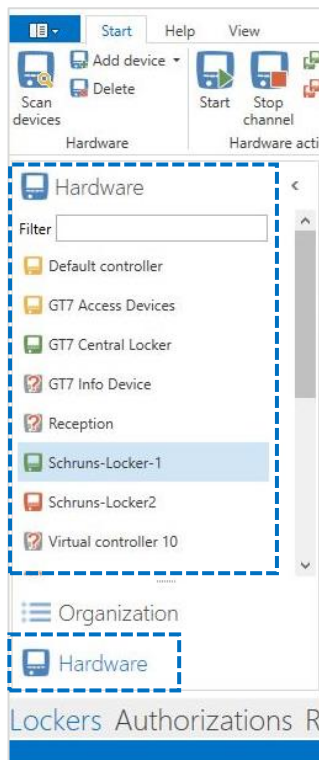 Start Help View
Add device
Delete
Scan devices
Start
Stop channel
Hardware
Hardware acti
Hardware
Filter
Default controller
GT7 Access Devices
GT7 Central Locker
GT7 Info Device
Reception
Schruns-Locker-1
Schruns-Locker2
Virtual controller 10
Organization
Hardware
Lockers Authorizations R